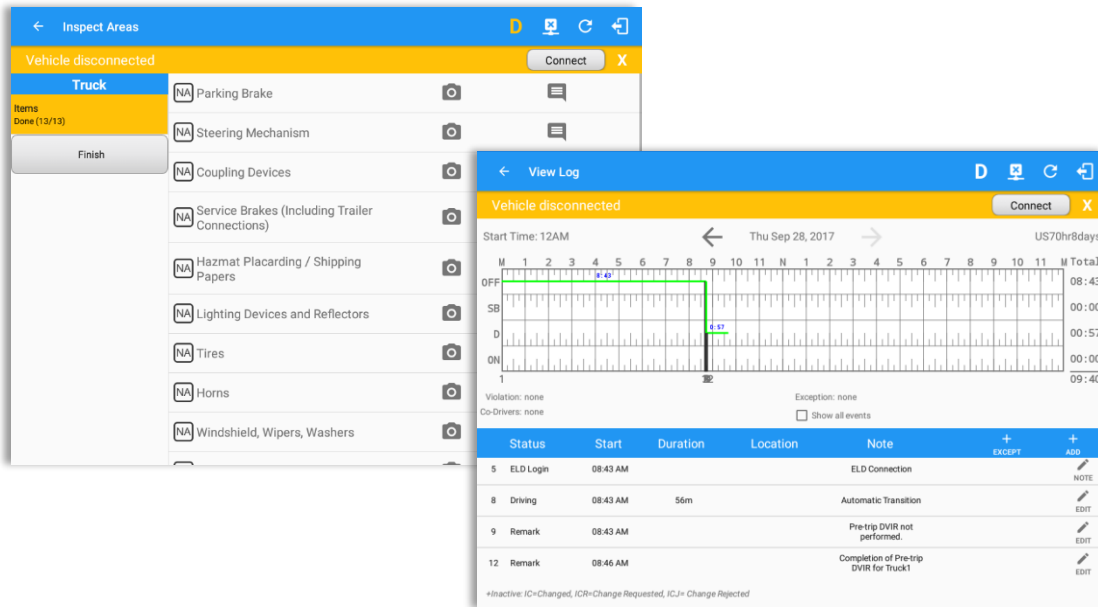 Inspect Areas
D
Vehicle disconnected
Connect
X
Truck
Items
Done (13/13)
Finish
NA Parking Brake
NA Steering Mechanism
NA Coupling Devices
NA Service Brakes (Including Trailer
Connections)
NA Hazmat Placarding / Shipping
Papers
NA Lighting Devices and Reflectors
NA Tires
NA Horns
NA Windshield, Wipers, Washers
View Log
D
Vehicle disconnected
Connect
X
Start Time: 12AM
Thu Sep 28, 2017
US70hr8days
M 1 2 3 4 5 6 7 8 9 10 11 N 1 2 3 4 5 6 7 8 9 10 11 M Total
OFF 8:43 08:43
SB 00:00
D 0:57 00:57
ON 00:00
1 12 09:40
Violation: none
Exception: none
Co-Drivers: none
Show all events
Status Start Duration Location Note + EXCEPT + ADD
5 ELD Login 08:43 AM ELD Connection NOTE
8 Driving 08:43 AM 56m Automatic Transition EDIT
9 Remark 08:43 AM Pre-trip DVIR not
performed. EDIT
12 Remark 08:46 AM Completion of Pre-trip
DVIR for Truck1 EDIT
+Inactive: IC=Changed, ICR=Change Requested, ICJ= Change Rejected